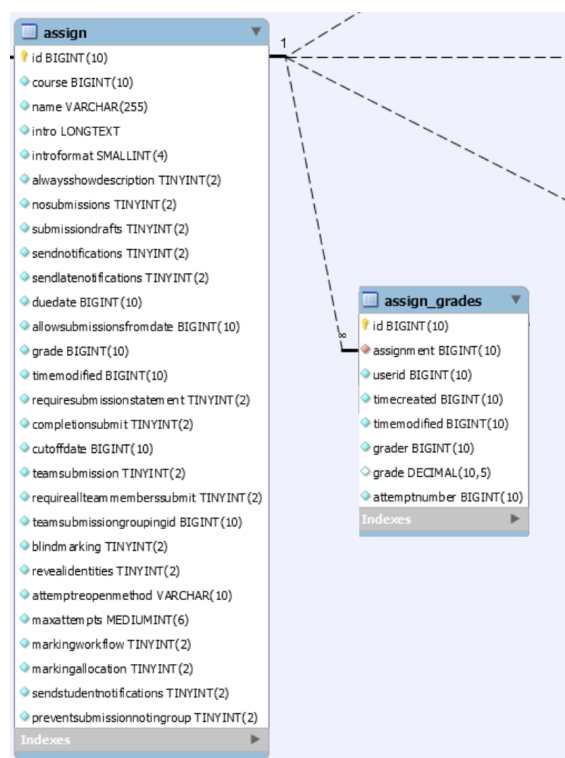 assign
id BIGINT(10)
course BIGINT(10)
name VARCHAR(255)
intro LONGTEXT
introformat SMALLINT(4)
alwaysshowdescription TINYINT(2)
nosubmissions TINYINT(2)
submissiondrafts TINYINT(2)
sendnotifications TINYINT(2)
sendlatenotifications TINYINT(2)
duedate BIGINT(10)
allowsubmissionsfromdate BIGINT(10)
grade BIGINT(10)
timemodified BIGINT(10)
requiresubmissionstatement TINYINT(2)
completionsubmit TINYINT(2)
cutoffdate BIGINT(10)
teamsubmission TINYINT(2)
requireallteammemberssubmit TINYINT(2)
teamsubmissiongroupingid BIGINT(10)
blindmarking TINYINT(2)
revealidentities TINYINT(2)
attemptreopenmethod VARCHAR(10)
maxattempts MEDIUMINT(6)
markingworkflow TINYINT(2)
markingallocation TINYINT(2)
sendstudentnotifications TINYINT(2)
preventsubmissionnotingroup TINYINT(2)
Indexes
1
∞
assign_grades
id BIGINT(10)
assignment BIGINT(10)
userid BIGINT(10)
timecreated BIGINT(10)
timemodified BIGINT(10)
grader BIGINT(10)
grade DECIMAL(10,5)
attemptnumber BIGINT(10)
Indexes